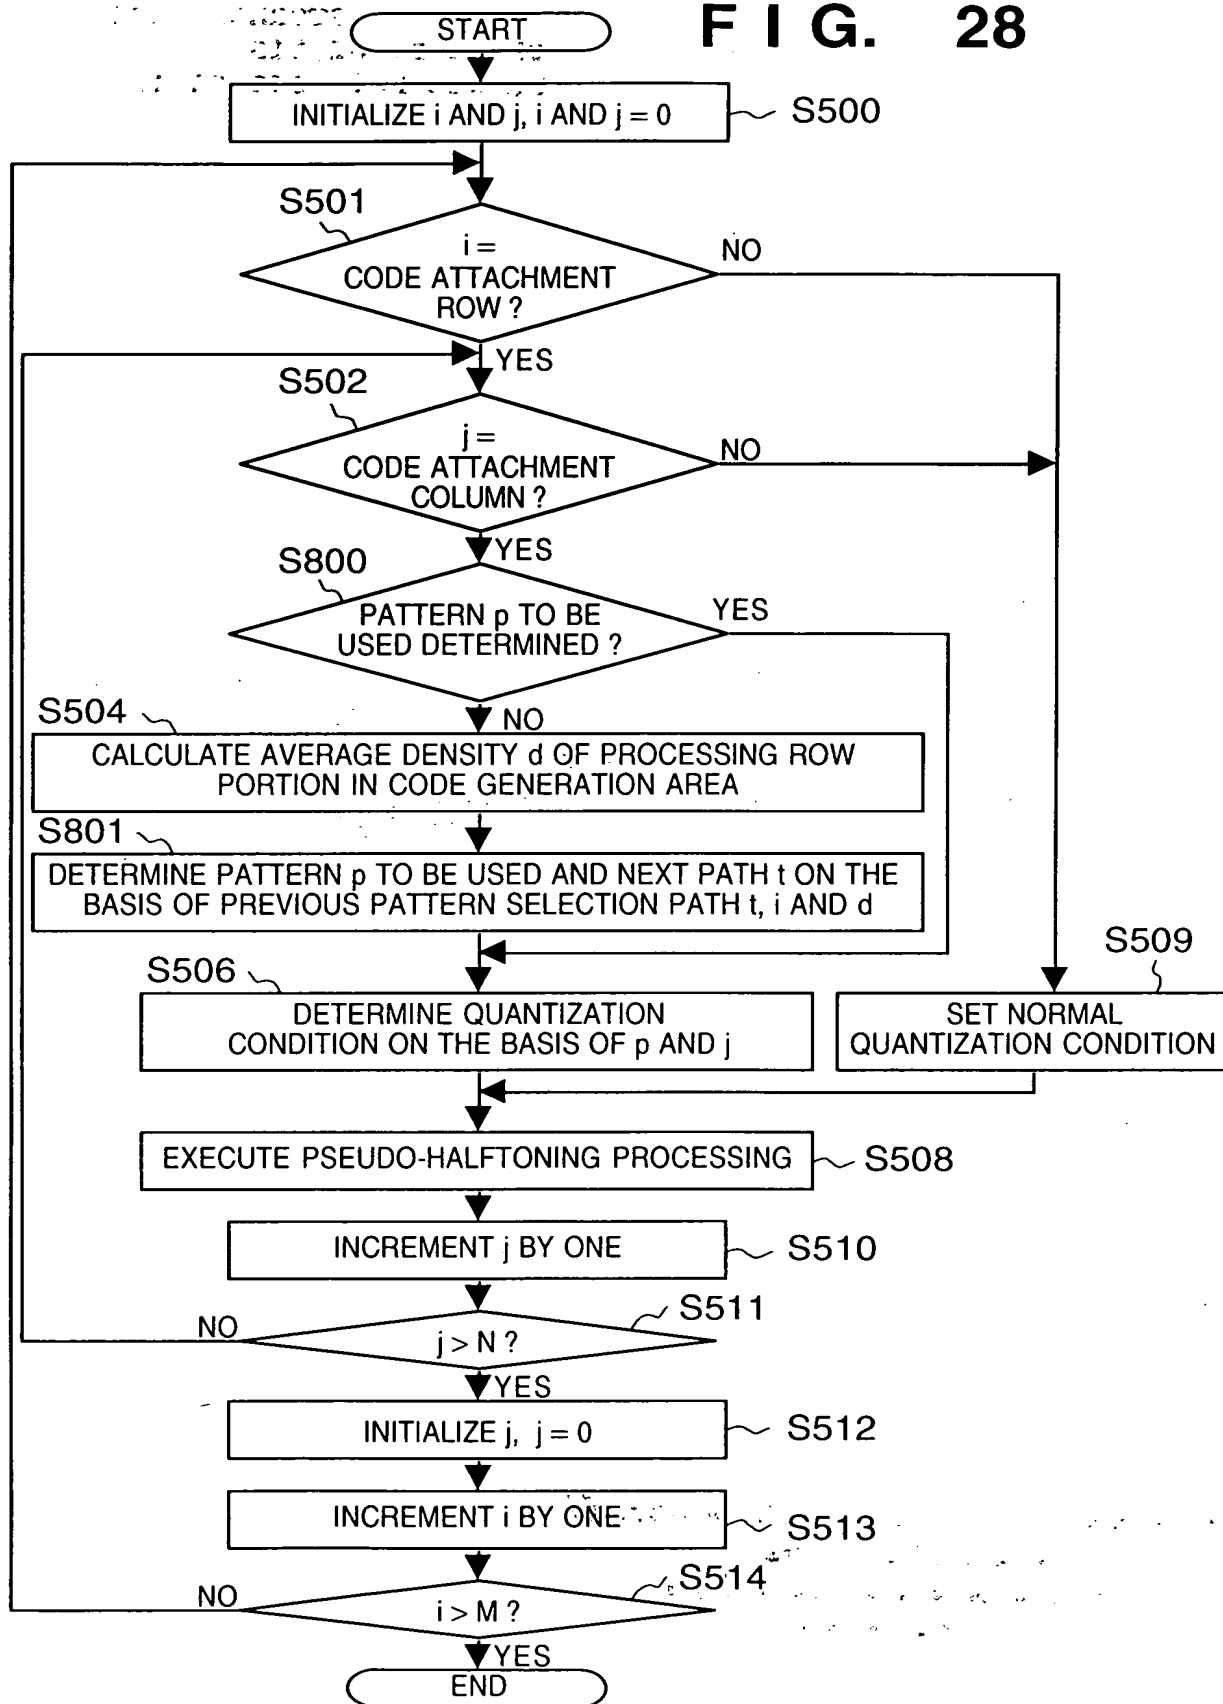 FIG. 28
START
INITIALIZE i AND j, i AND j = 0
S500
S501
i =
CODE ATTACHMENT
ROW ?
NO
YES
S502
j =
CODE ATTACHMENT
COLUMN ?
NO
YES
S800
PATTERN p TO BE
USED DETERMINED ?
YES
NO
S504
CALCULATE AVERAGE DENSITY d OF PROCESSING ROW
PORTION IN CODE GENERATION AREA
S801
DETERMINE PATTERN p TO BE USED AND NEXT PATH t ON THE
BASIS OF PREVIOUS PATTERN SELECTION PATH t, i AND d
S506
DETERMINE QUANTIZATION
CONDITION ON THE BASIS OF p AND j
S509
SET NORMAL
QUANTIZATION CONDITION
EXECUTE PSEUDO-HALFTONING PROCESSING
S508
INCREMENT j BY ONE
S510
S511
NO
j > N ?
YES
INITIALIZE j, j = 0
S512
INCREMENT i BY ONE
S513
S514
NO
i > M ?
YES
END